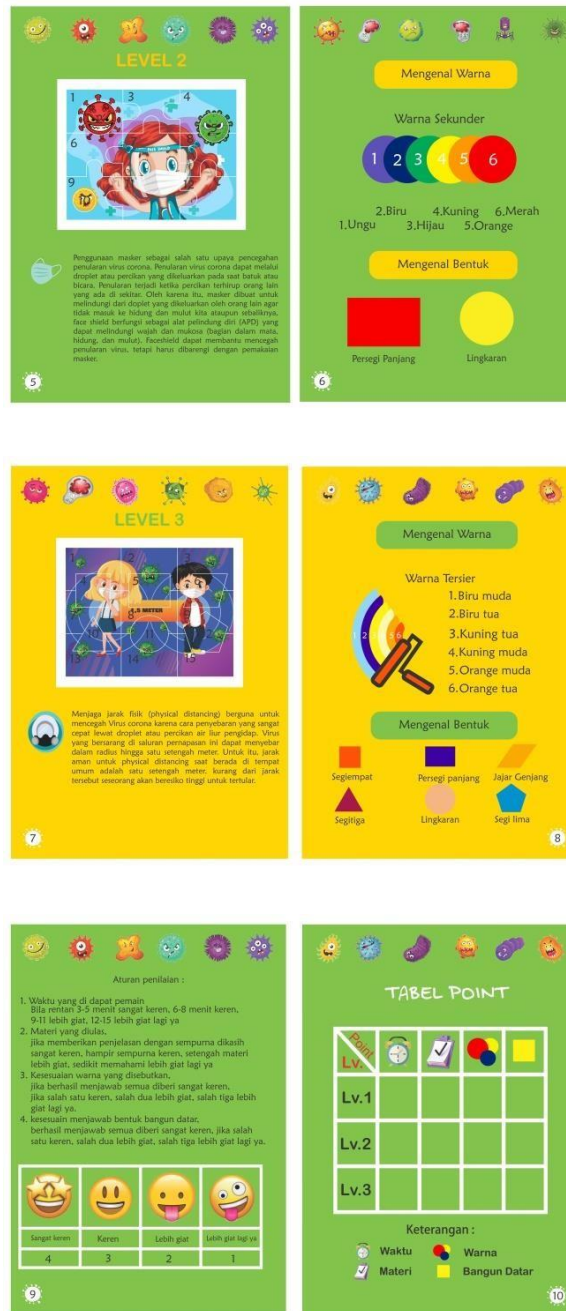 LEVEL 2
1 3 4
6
9
FACE SHIELD
Penggunaan masker sebagai salah satu upaya pencegahan
penularan virus corona. Penularan virus corona dapat melalui
droplet atau percikan yang dikeluarkan pada saat batuk atau
bicara. Penularan terjadi ketika percikan terhirup orang lain
yang ada di sekitar. Oleh karena itu, masker dibuat untuk
melindungi dari doplet yang dikeluarkan oleh orang lain agar
tidak masuk ke hidung dan mulut kita ataupun sebaliknya,
face shield berfungsi sebagai alat pelindung diri (APD) yang
dapat melindungi wajah dan mukosa (bagian dalam mata,
hidung, dan mulut). Faceshield dapat membantu mencegah
penularan virus, tetapi harus dibarengi dengan pemakaian
masker.
5
Mengenal Warna
Warna Sekunder
1 2 3 4 5 6
2.Biru 4.Kuning 6.Merah
1.Ungu 3.Hijau 5.Orange
Mengenal Bentuk
Persegi Panjang Lingkaran
6
LEVEL 3
1 2 3
4 5
1,5 METER
7 8
10 11
13 14 15
Menjaga jarak fisik (physical distancing) berguna untuk
mencegah Virus corona karena cara penyebaran yang sangat
cepat lewat droplet atau percikan air liur pengidap. Virus
yang bersarang di saluran pernapasan ini dapat menyebar
dalam radius hingga satu setengah meter. Untuk itu, jarak
aman untuk physical distancing saat berada di tempat
umum adalah satu setengah meter, kurang dari jarak
tersebut seseorang akan beresiko tinggi untuk tertular.
7
Mengenal Warna
Warna Tersier
1.Biru muda
2.Biru tua
3.Kuning tua
4.Kuning muda
5.Orange muda
6.Orange tua
1 2 5 6
Mengenal Bentuk
Segiempat Persegi panjang Jajar Genjang
Segitiga Lingkaran Segi lima
8
Aturan penilaian :
1. Waktu yang di dapat pemain
Bila rentan 3-5 menit sangat keren, 6-8 menit keren,
9-11 lebih giat, 12-15 lebih giat lagi ya
2. Materi yang diulas,
jika memberikan penjelasan dengan sempurna dikasih
sangat keren, hampir sempurna keren, setengah materi
lebih giat, sedikit memahami lebih giat lagi ya
3. Kesesuaian warna yang disebutkan,
jika berhasil menjawab semua diberi sangat keren,
jika salah satu keren, salah dua lebih giat, salah tiga lebih
giat lagi ya.
4. kesesuain menjawab bentuk bangun datar,
berhasil menjawab semua diberi sangat keren, jika salah
satu keren, salah dua lebih giat, salah tiga lebih giat lagi ya.
Sangat keren Keren Lebih giat Lebih giat lagi ya
4 3 2 1
9
TABEL POINT
Point
Lv.
Lv.1
Lv.2
Lv.3
Keterangan :
Waktu Warna
Materi Bangun Datar
10